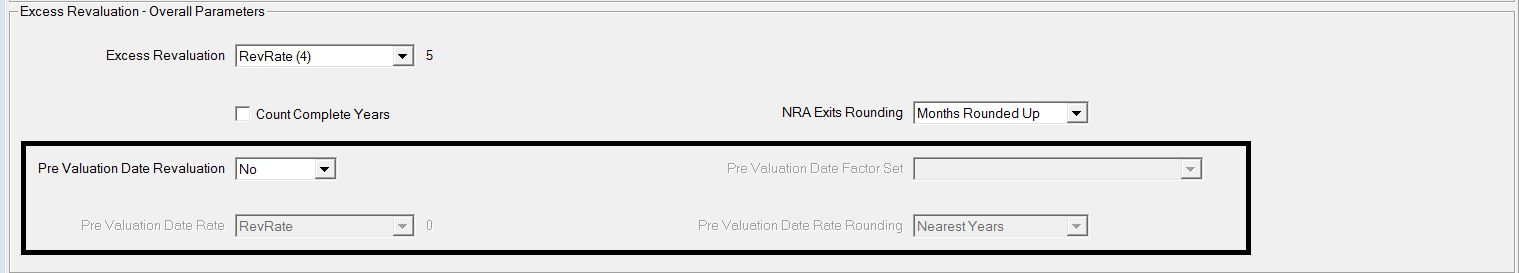 Excess Revaluation - Overall Parameters
Excess Revaluation RevRate (4) 5
Count Complete Years NRA Exits Rounding Months Rounded Up
Pre Valuation Date Revaluation No Pre Valuation Date Factor Set
Pre Valuation Date Rate RevRate 0 Pre Valuation Date Rate Rounding Nearest Years